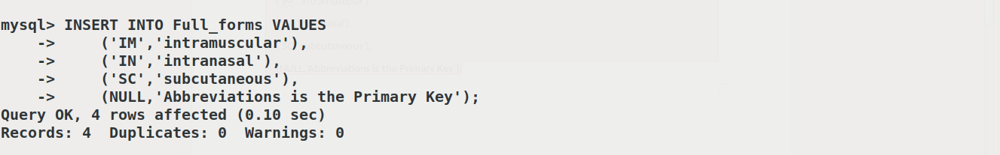 mysql> INSERT INTO Full_forms VALUES
    ->     ('IM','intramuscular'),
    ->     ('IN','intranasal'),
    ->     ('SC','subcutaneous'),
    ->     (NULL,'Abbreviations is the Primary Key');
Query OK, 4 rows affected (0.10 sec)
Records: 4  Duplicates: 0  Warnings: 0